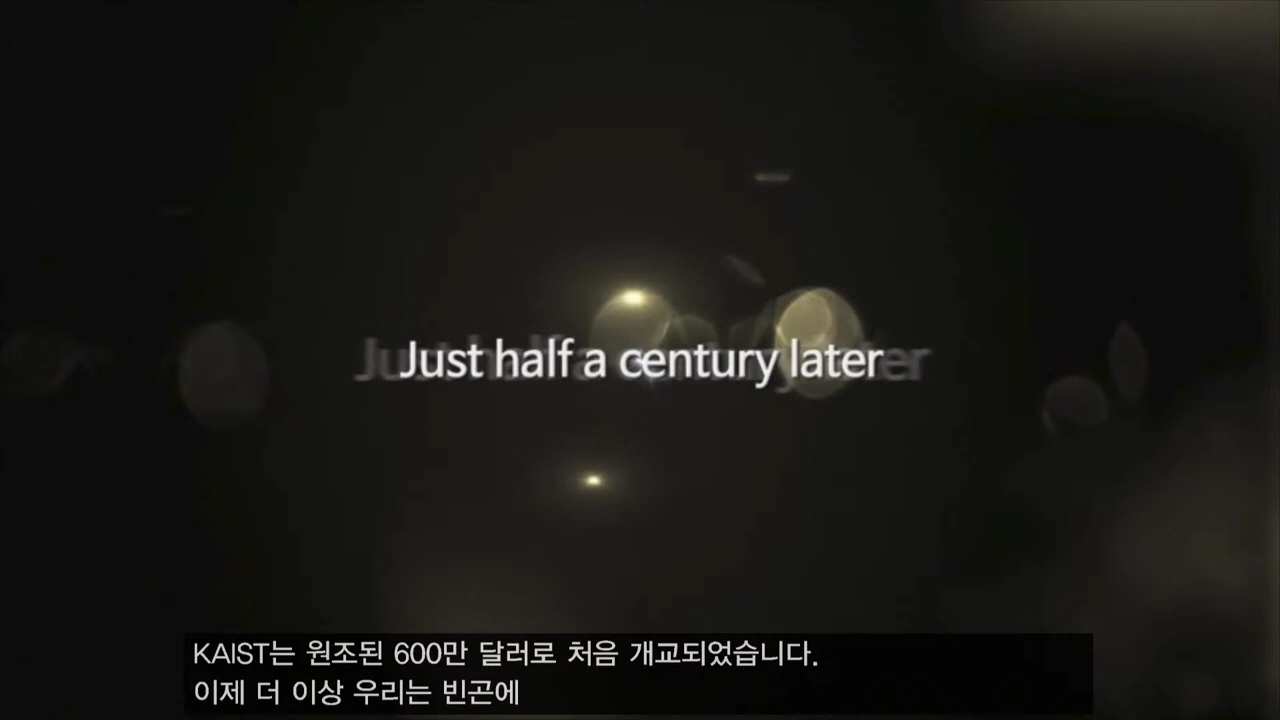 Just half a century later
KAIST는 원조된 600만 달러로 처음 개교되었습니다.
이제 더 이상 우리는 빈곤에